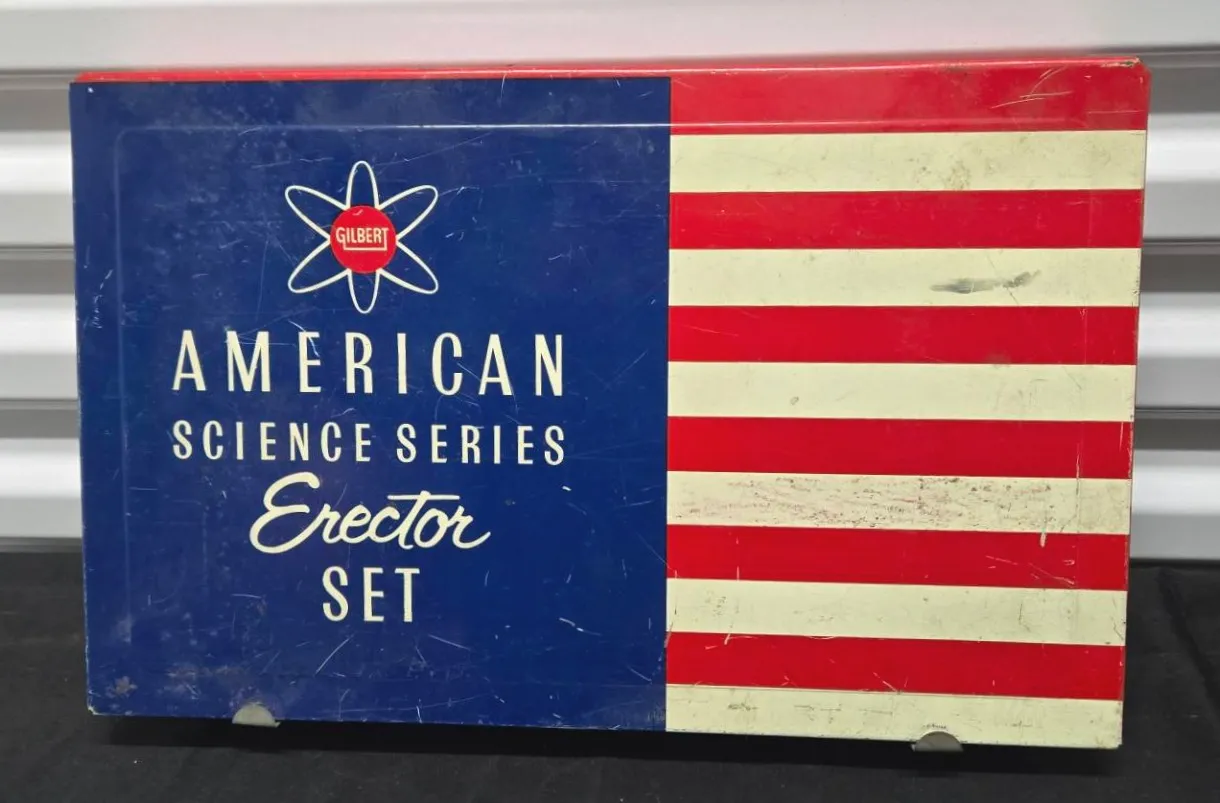 GILBERT
AMERICAN
SCIENCE SERIES
Erector
SET